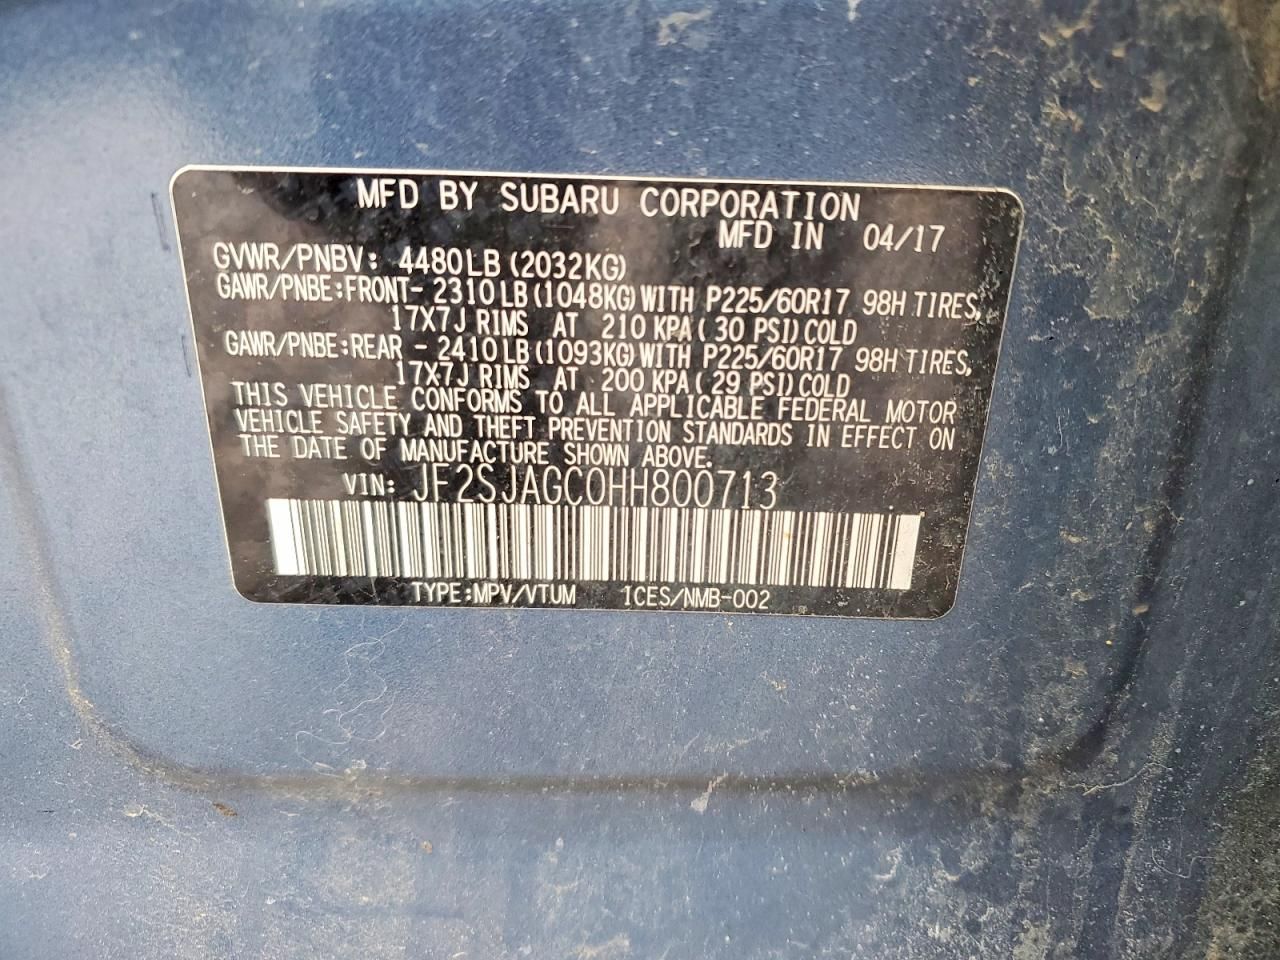 MFD BY SUBARU CORPORATION
MFD IN 04/17
GVWR/PNBV: 4480LB(2032KG)
GAWR/PNBE:FRONT- 2310LB(1048KG)WITH P225/60R17 98H TIRES,
17X7J RIMS AT 210 KPA(30 PSI)COLD
GAWR/PNBE:REAR - 2410LB(1093KG)WITH P225/60R17 98H TIRES,
17X7J RIMS AT 200 KPA(29 PSI)COLD
THIS VEHICLE CONFORMS TO ALL APPLICABLE FEDERAL MOTOR
VEHICLE SAFETY AND THEFT PREVENTION STANDARDS IN EFFECT ON
THE DATE OF MANUFACTURE SHOWN ABOVE.
VIN: JF2SJAGC0HH800713
TYPE:MPV/VTUM ICES/NMB-002